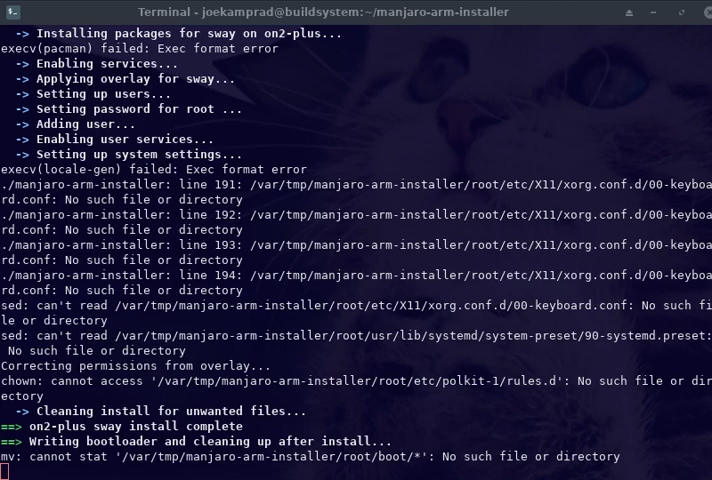 Terminal - joekamprad@buildsystem:~/manjaro-arm-installer
-> Installing packages for sway on on2-plus...
execv(pacman) failed: Exec format error
-> Enabling services...
-> Applying overlay for sway...
-> Setting up users...
-> Setting password for root ...
-> Adding user...
-> Enabling user services...
-> Setting up system settings...
execv(locale-gen) failed: Exec format error
./manjaro-arm-installer: line 191: /var/tmp/manjaro-arm-installer/root/etc/X11/xorg.conf.d/00-keyboa
rd.conf: No such file or directory
./manjaro-arm-installer: line 192: /var/tmp/manjaro-arm-installer/root/etc/X11/xorg.conf.d/00-keyboa
rd.conf: No such file or directory
./manjaro-arm-installer: line 193: /var/tmp/manjaro-arm-installer/root/etc/X11/xorg.conf.d/00-keyboa
rd.conf: No such file or directory
./manjaro-arm-installer: line 194: /var/tmp/manjaro-arm-installer/root/etc/X11/xorg.conf.d/00-keyboa
rd.conf: No such file or directory
sed: can't read /var/tmp/manjaro-arm-installer/root/etc/X11/xorg.conf.d/00-keyboard.conf: No such fi
le or directory
sed: can't read /var/tmp/manjaro-arm-installer/root/usr/lib/systemd/system-preset/90-systemd.preset:
No such file or directory
Correcting permissions from overlay...
chown: cannot access '/var/tmp/manjaro-arm-installer/root/etc/polkit-1/rules.d': No such file or dir
ectory
-> Cleaning install for unwanted files...
==> on2-plus sway install complete
==> Writing bootloader and cleaning up after install...
mv: cannot stat '/var/tmp/manjaro-arm-installer/root/boot/*': No such file or directory